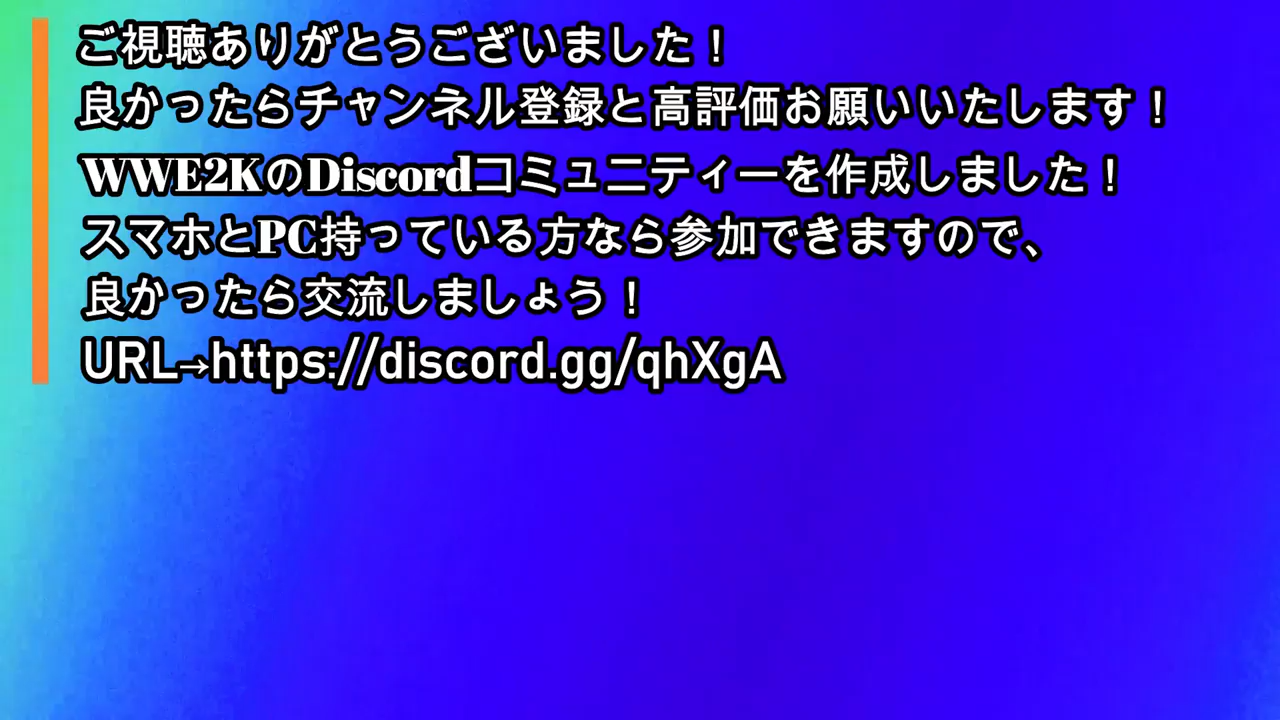 ご視聴ありがとうございました！
良かったらチャンネル登録と高評価お願いいたします！
WWE2KのDiscordコミュニティーを作成しました！
スマホとPC持っている方なら参加できますので、
良かったら交流しましょう！
URL→https://discord.gg/qhXgA